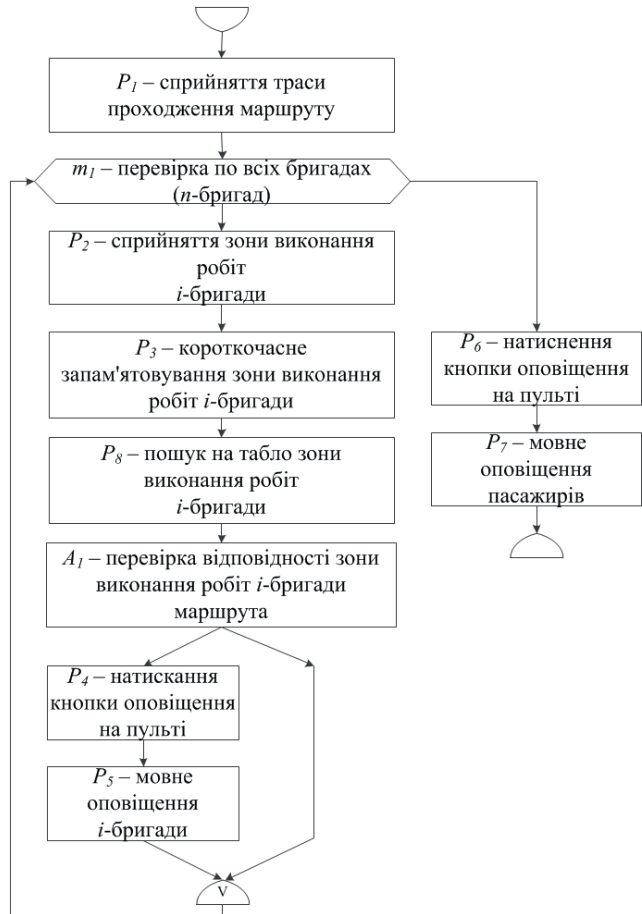 P1 – сприйняття траси
проходження маршруту
m1 – перевірка по всіх бригадах
(n-бригад)
P2 – сприйняття зони виконання
робіт
i-бригади
P3 – короткочасне
запам'ятовування зони виконання
робіт i-бригади
P8 – пошук на табло зони
виконання робіт
i-бригади
A1 – перевірка відповідності зони
виконання робіт i-бригади
маршрута
P4 – натискання
кнопки оповіщення
на пульті
P5 – мовне
оповіщення
i-бригади
V
P6 – натиснення
кнопки оповіщення
на пульті
P7 – мовне
оповіщення
пасажирів